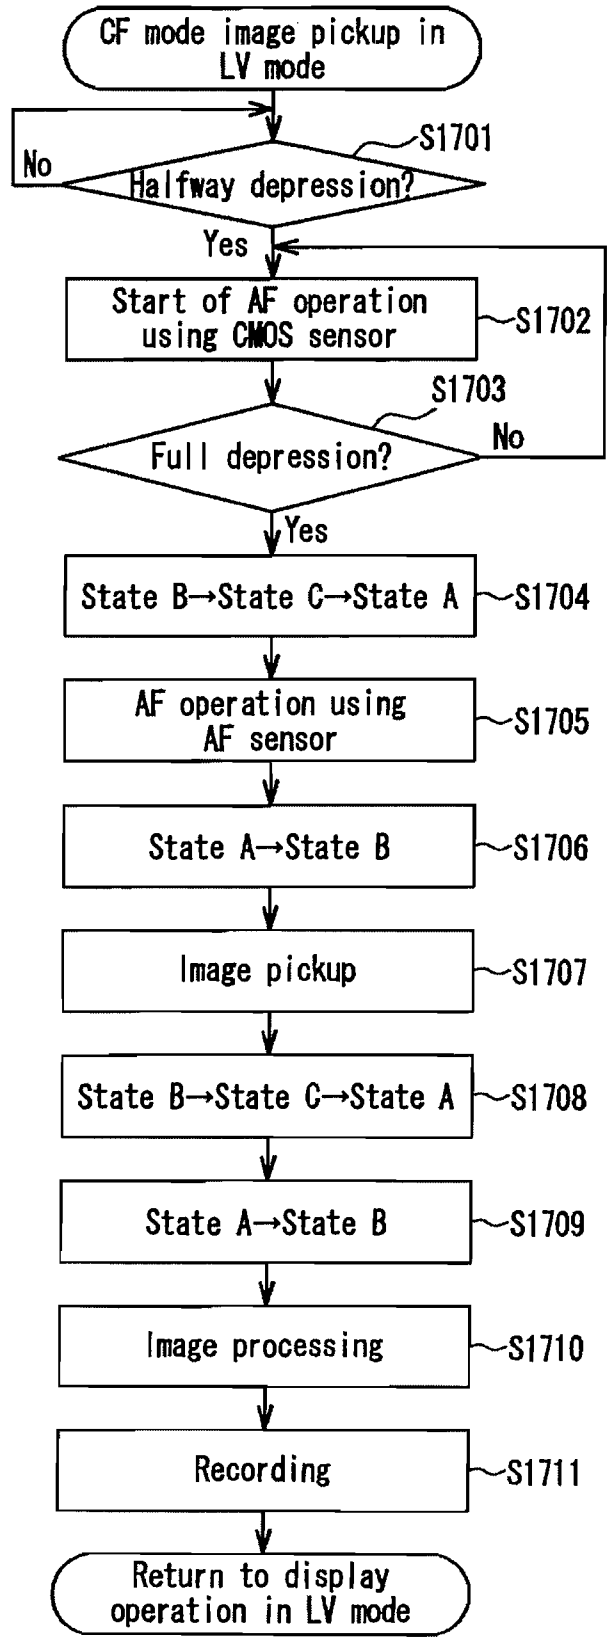 CF mode image pickup in
LV mode
S1701
No
Halfway depression?
Yes
Start of AF operation
using CMOS sensor
S1702
S1703
Full depression?
No
Yes
State B→State C→State A
S1704
AF operation using
AF sensor
S1705
State A→State B
S1706
Image pickup
S1707
State B→State C→State A
S1708
State A→State B
S1709
Image processing
S1710
Recording
S1711
Return to display
operation in LV mode